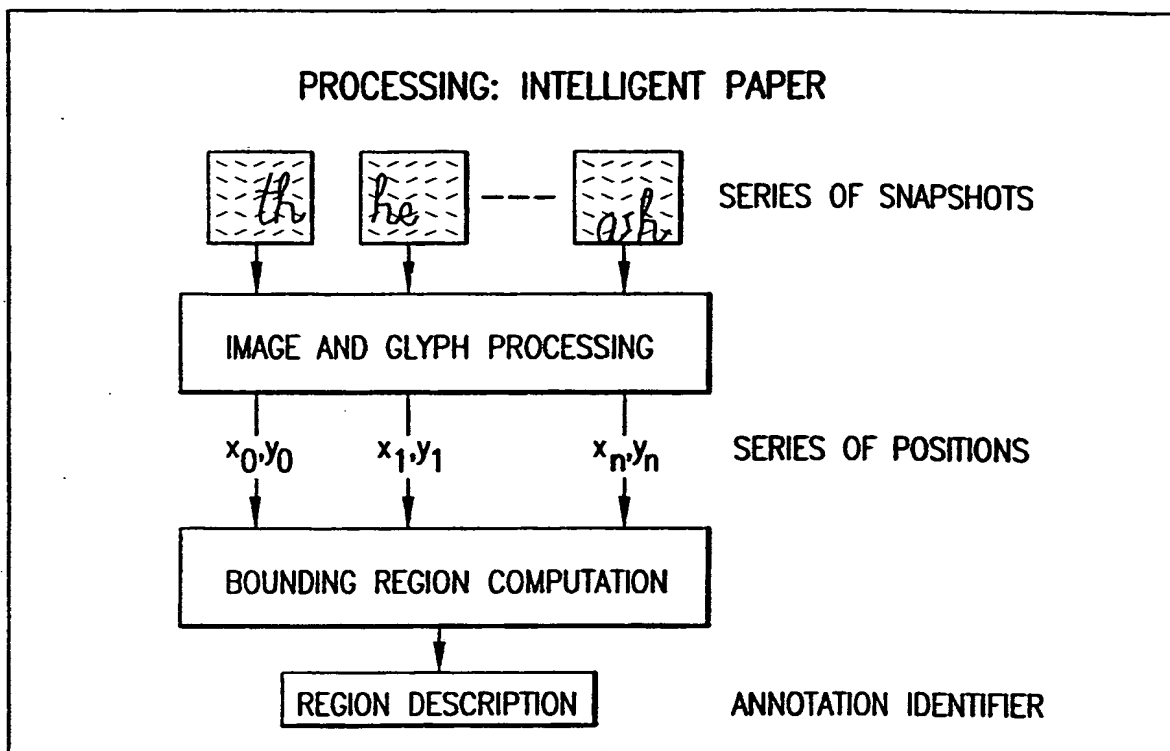 PROCESSING: INTELLIGENT PAPER
th he ash SERIES OF SNAPSHOTS
IMAGE AND GLYPH PROCESSING
x0,y0 x1,y1 xn,yn SERIES OF POSITIONS
BOUNDING REGION COMPUTATION
REGION DESCRIPTION ANNOTATION IDENTIFIER